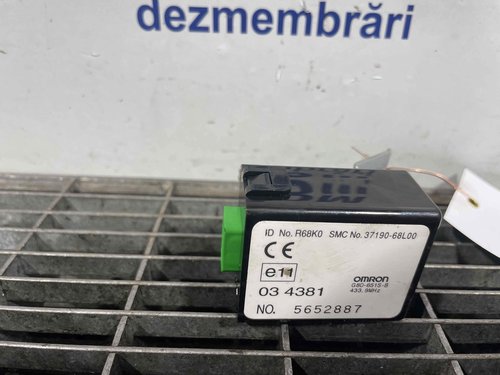 dezmembrări
ID No. R68K0 SMC No. 37190-68L00
CE
e11
OMRON
G8D-651S-B
433.9MHz
03 4381
NO. 5652887